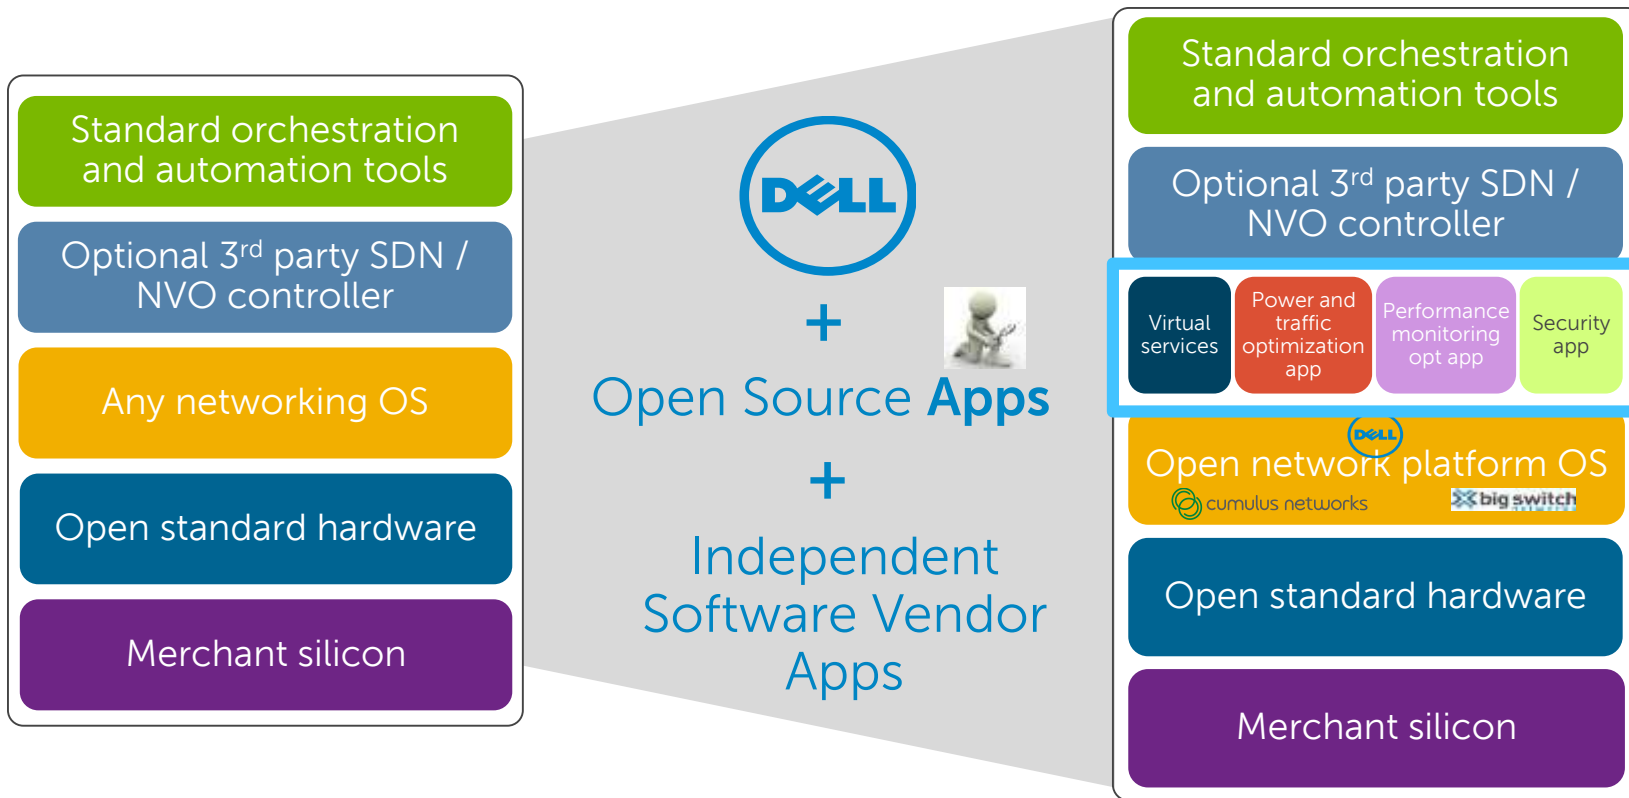 Standard orchestration
and automation tools
Optional 3rd party SDN /
NVO controller
Any networking OS
Open standard hardware
Merchant silicon
DELL
+
Open Source Apps
+
Independent
Software Vendor
Apps
Standard orchestration
and automation tools
Optional 3rd party SDN /
NVO controller
Virtual
services
Power and
traffic
optimization
app
Performance
monitoring
opt app
Security
app
DELL
Open network platform OS
cumulus networks
big switch
Open standard hardware
Merchant silicon